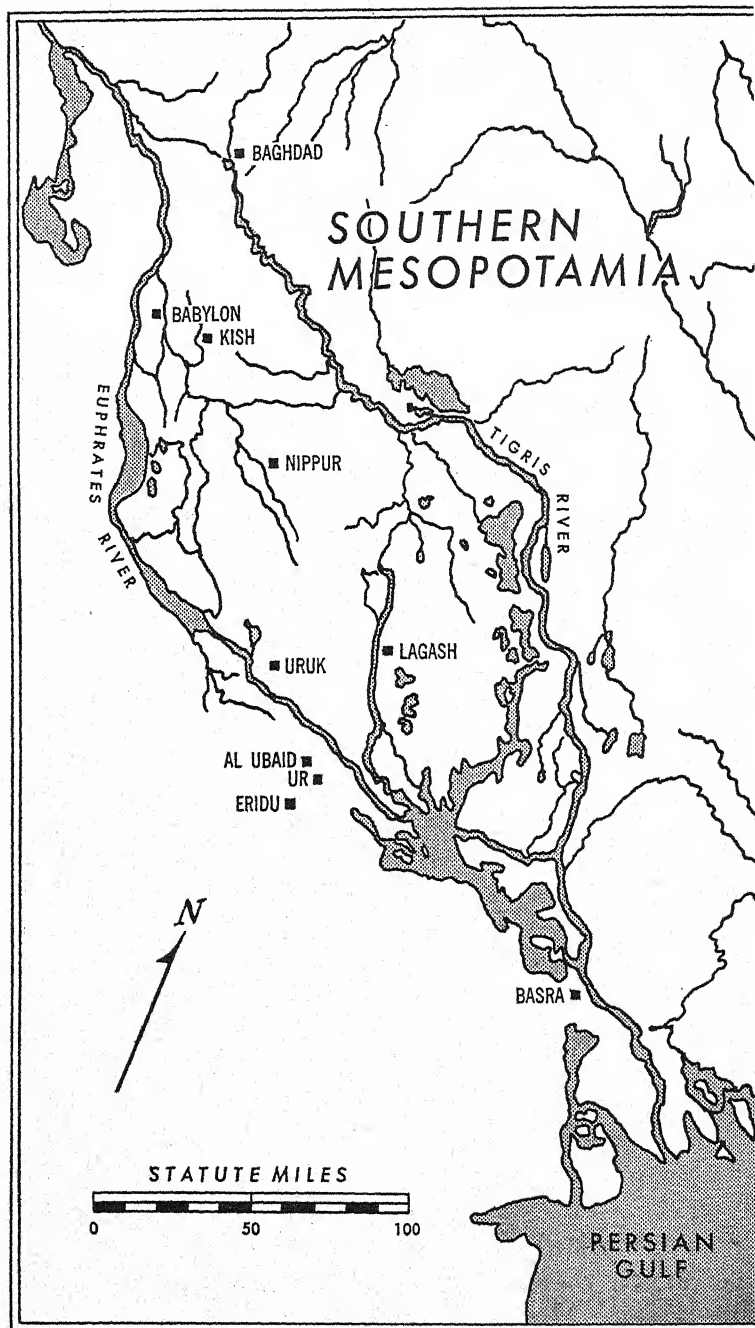 BAGHDAD
SOUTHERN
MESOPOTAMIA
BABYLON
KISH
EUPHRATES
RIVER
TIGRIS
RIVER
NIPPUR
LAGASH
URUK
AL UBAID
UR
ERIDU
N
BASRA
STATUTE MILES
0 50 100
PERSIAN
GULF